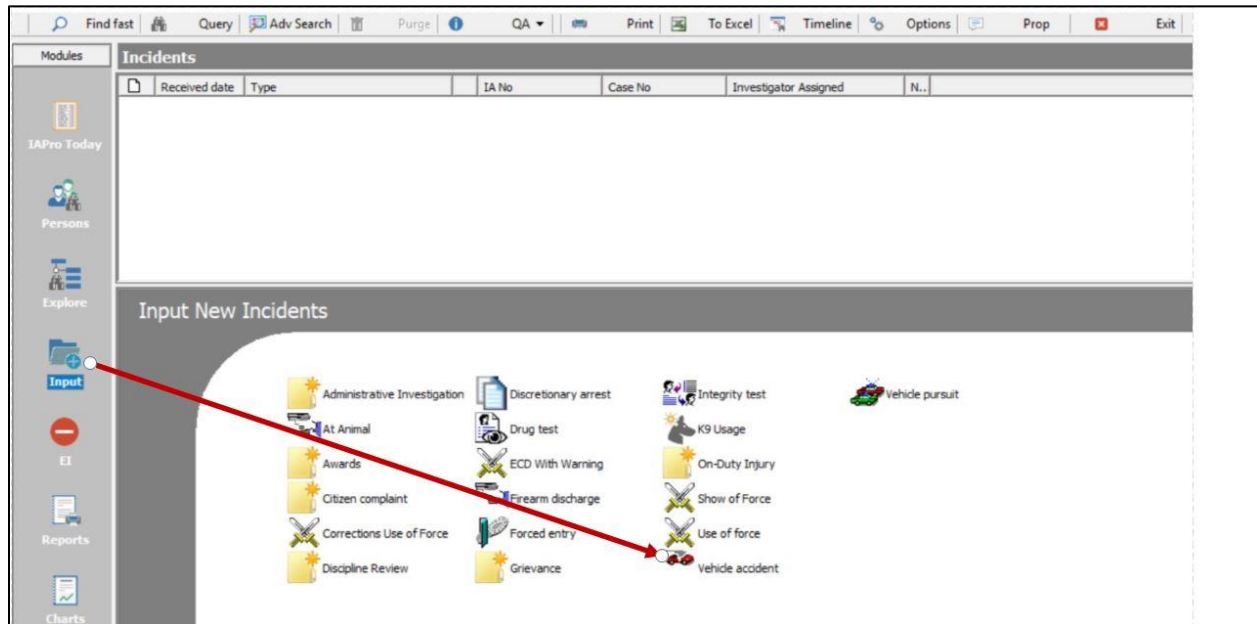 Find fast Query Adv Search Purge QA Print To Excel Timeline Options Prop Exit
Modules
Incidents
Received date Type IA No Case No Investigator Assigned N..
IAPro Today
Persons
Explore
Input New Incidents
Input
Administrative Investigation Discretionary arrest Integrity test Vehicle pursuit
At Animal Drug test K9 Usage
EI
Awards ECD With Warning On-Duty Injury
Citizen complaint Firearm discharge Show of Force
Corrections Use of Force Forced entry Use of force
Reports
Discipline Review Grievance Vehicle accident
Charts